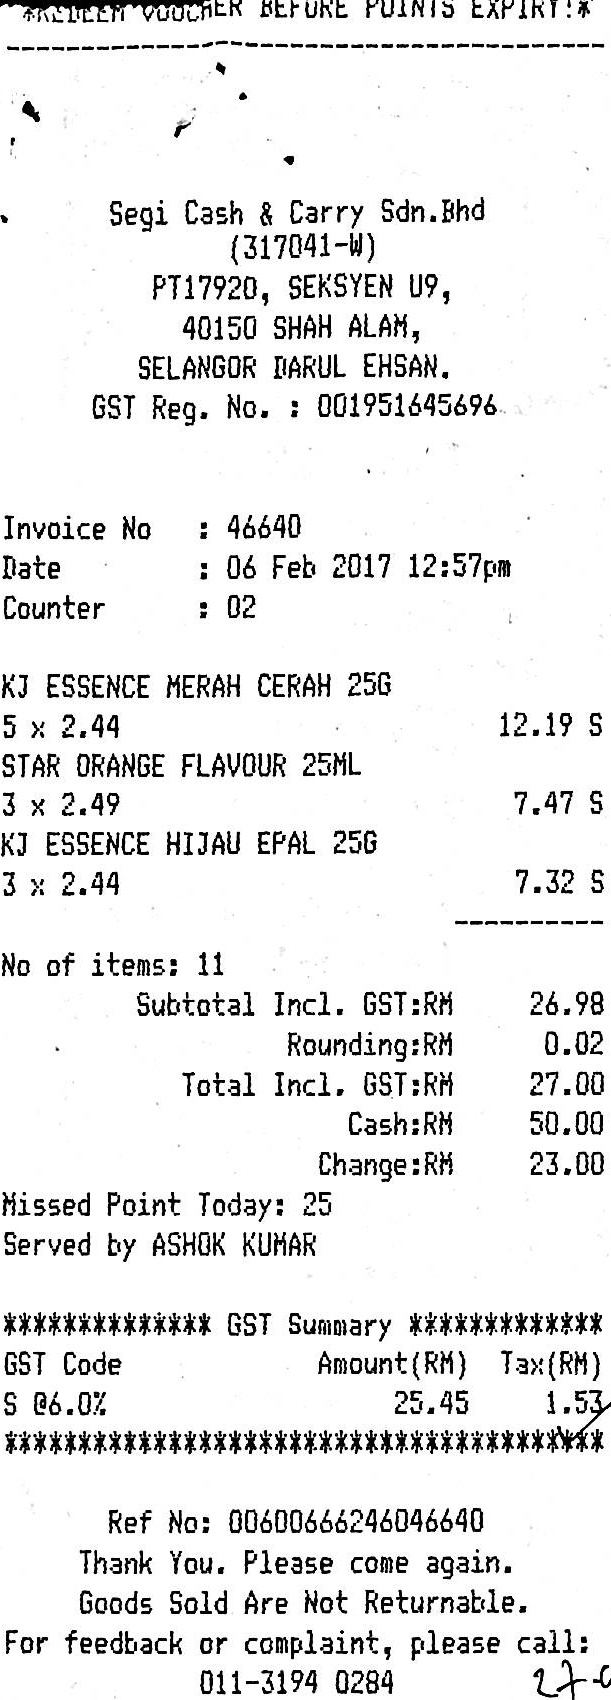 *REDEEM VOUCHER BEFORE POINTS EXPIRY!*
Segi Cash & Carry Sdn.Bhd
(317041-W)
PT17920, SEKSYEN U9,
40150 SHAH ALAM,
SELANGOR DARUL EHSAN.
GST Reg. No. : 001951645696
Invoice No : 46640
Date : 06 Feb 2017 12:57pm
Counter : 02
KJ ESSENCE MERAH CERAH 25G
5 x 2.44 12.19 S
STAR ORANGE FLAVOUR 25ML
3 x 2.49 7.47 S
KJ ESSENCE HIJAU EPAL 25G
3 x 2.44 7.32 S
----------
No of items: 11
Subtotal Incl. GST:RM 26.98
Rounding:RM 0.02
Total Incl. GST:RM 27.00
Cash:RM 50.00
Change:RM 23.00
Missed Point Today: 25
Served by ASHOK KUMAR
************** GST Summary *************
GST Code Amount(RM) Tax(RM)
S @6.0% 25.45 1.53
****************************************
Ref No: 00600666246046640
Thank You. Please come again.
Goods Sold Are Not Returnable.
For feedback or complaint, please call:
011-3194 0284